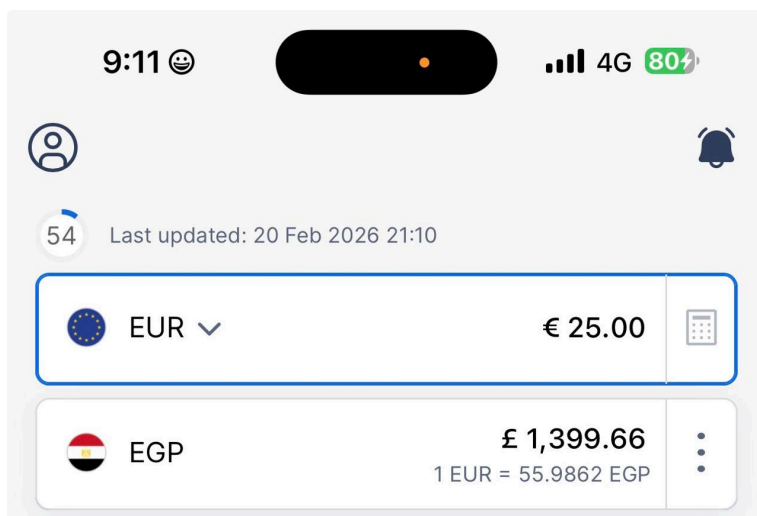 9:11 😀 4G 80
54 Last updated: 20 Feb 2026 21:10
EUR € 25.00
EGP £ 1,399.66
1 EUR = 55.9862 EGP